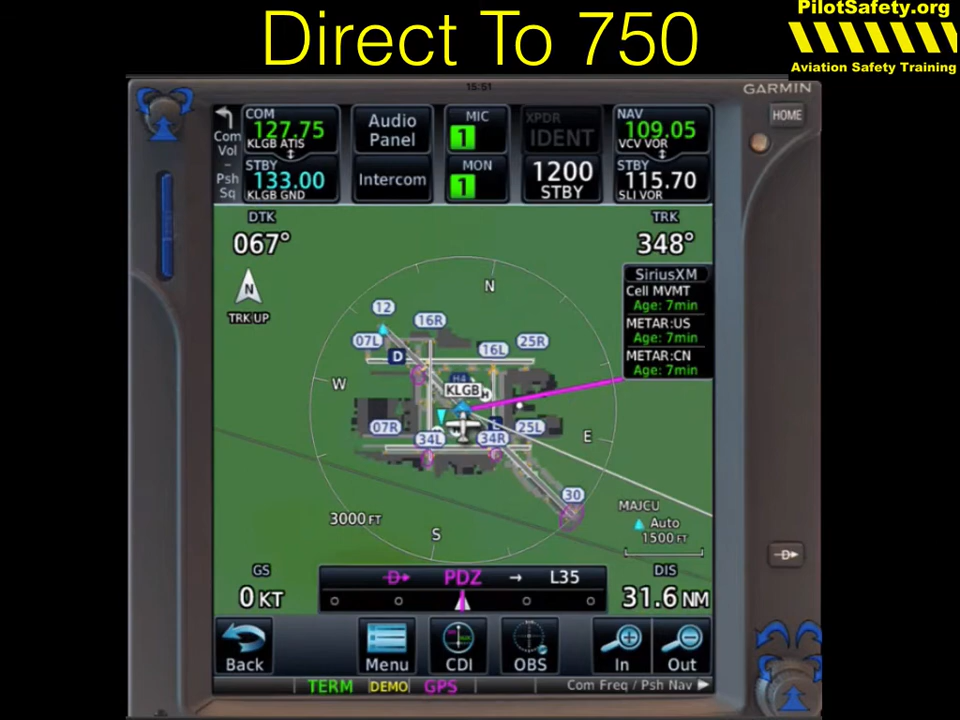 Direct To 750
PilotSafety.org
Aviation Safety Training
15:51
GARMIN
HOME
Com
Vol
-
Psh
Sq
COM
127.75
KLGB ATIS
STBY
133.00
KLGB GND
Audio
Panel
Intercom
MIC
1
MON
1
XPDR
IDENT
1200
STBY
NAV
109.05
VCV VOR
STBY
115.70
SLI VOR
DTK
067°
N
TRK UP
TRK
348°
SiriusXM
Cell MVMT
Age: 7min
METAR:US
Age: 7min
METAR:CN
Age: 7min
N
12
16R
07L
D
16L
25R
W
H4
KLGB
H
07R
25L
34L
34R
E
30
3000 FT
S
MAJCU
Auto
1500 FT
GS
0 KT
D PDZ → L35
DIS
31.6 NM
D
Back
Menu
CDI
OBS
In
Out
TERM
DEMO
GPS
Com Freq / Psh Nav